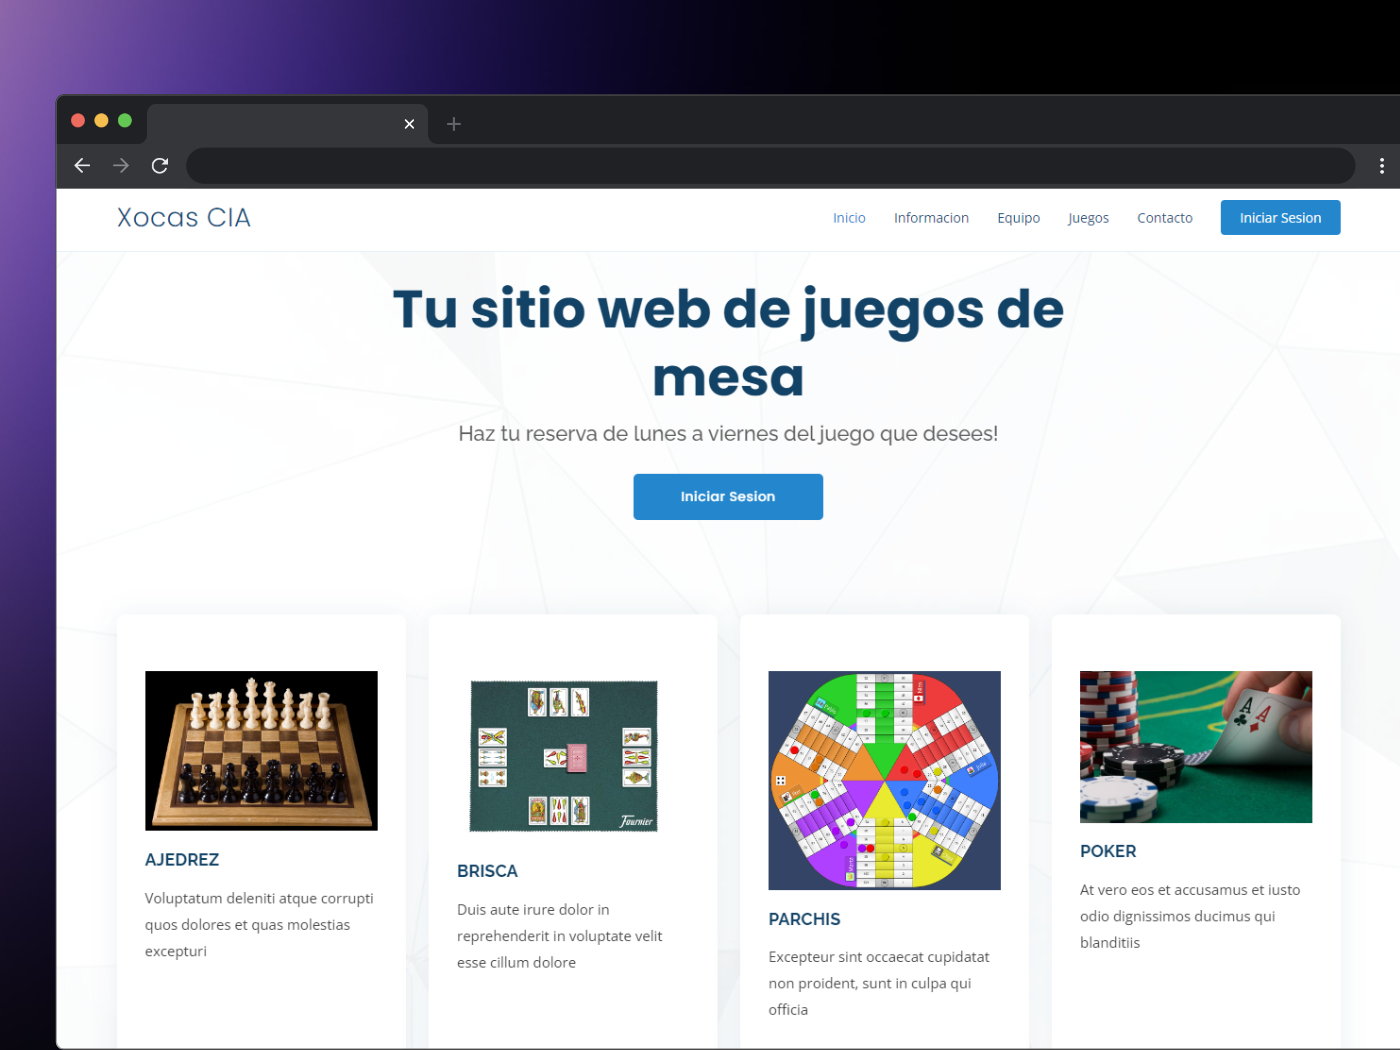 Xocas CIA
Inicio Informacion Equipo Juegos Contacto Iniciar Sesion
Tu sitio web de juegos de
mesa
Haz tu reserva de lunes a viernes del juego que desees!
Iniciar Sesion
Fournier
A A
AJEDREZ
Voluptatum deleniti atque corrupti
quos dolores et quas molestias
excepturi
BRISCA
Duis aute irure dolor in
reprehenderit in voluptate velit
esse cillum dolore
PARCHIS
Excepteur sint occaecat cupidatat
non proident, sunt in culpa qui
officia
POKER
At vero eos et accusamus et iusto
odio dignissimos ducimus qui
blanditiis